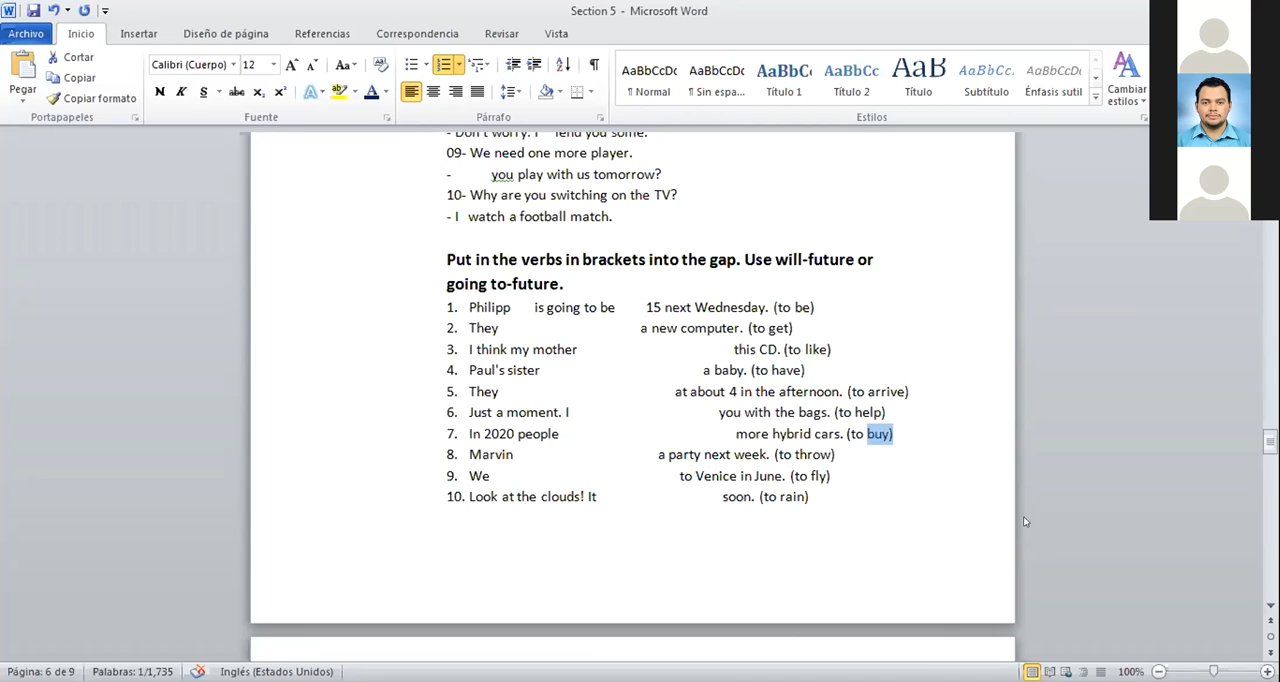 Section 5 - Microsoft Word
Archivo Inicio Insertar Diseño de página Referencias Correspondencia Revisar Vista
Cortar
Copiar
Copiar formato
Pegar
Portapapeles
Calibri (Cuerpo) 12
Fuente
Párrafo
AaBbCcDc AaBbCcDc AaBbC AaBbCc AaB AaBbCc. AaBbCcDc
¶ Normal ¶ Sin espa... Título 1 Título 2 Título Subtítulo Énfasis sutil
Estilos
Cambiar
estilos
- Don't worry. I lend you some.
09- We need one more player.
- you play with us tomorrow?
10- Why are you switching on the TV?
- I watch a football match.
Put in the verbs in brackets into the gap. Use will-future or
going to-future.
1. Philipp is going to be 15 next Wednesday. (to be)
2. They a new computer. (to get)
3. I think my mother this CD. (to like)
4. Paul's sister a baby. (to have)
5. They at about 4 in the afternoon. (to arrive)
6. Just a moment. I you with the bags. (to help)
7. In 2020 people more hybrid cars. (to buy)
8. Marvin a party next week. (to throw)
9. We to Venice in June. (to fly)
10. Look at the clouds! It soon. (to rain)
Página: 6 de 9 Palabras: 1/1,735 Inglés (Estados Unidos) 100%